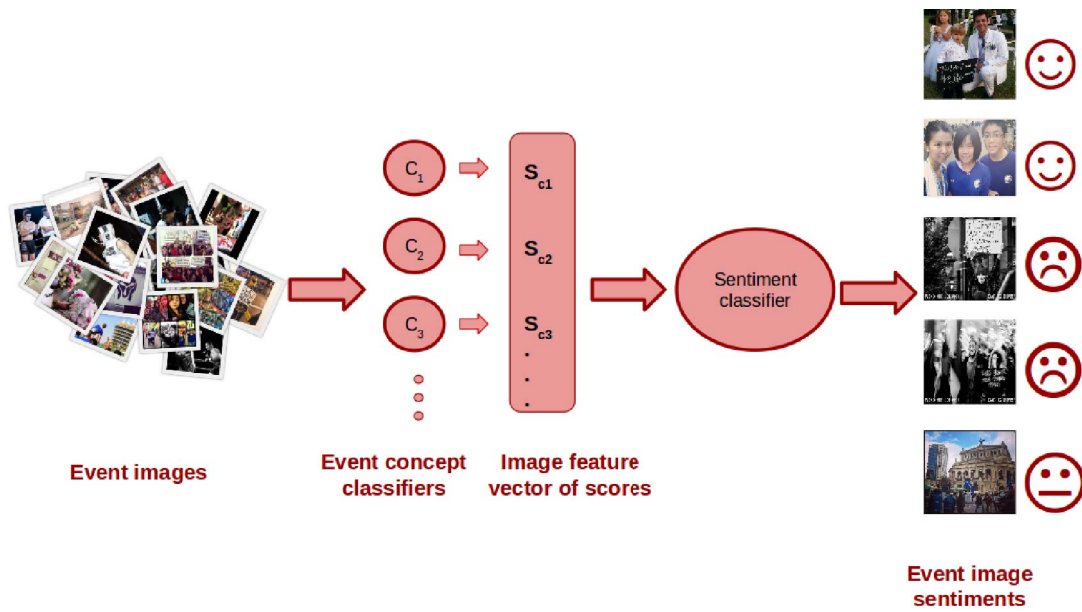 C1
C2
C3
Sc1
Sc2
Sc3
.
.
.
Sentiment
classifier
Event images
Event concept
classifiers
Image feature
vector of scores
Event image
sentiments